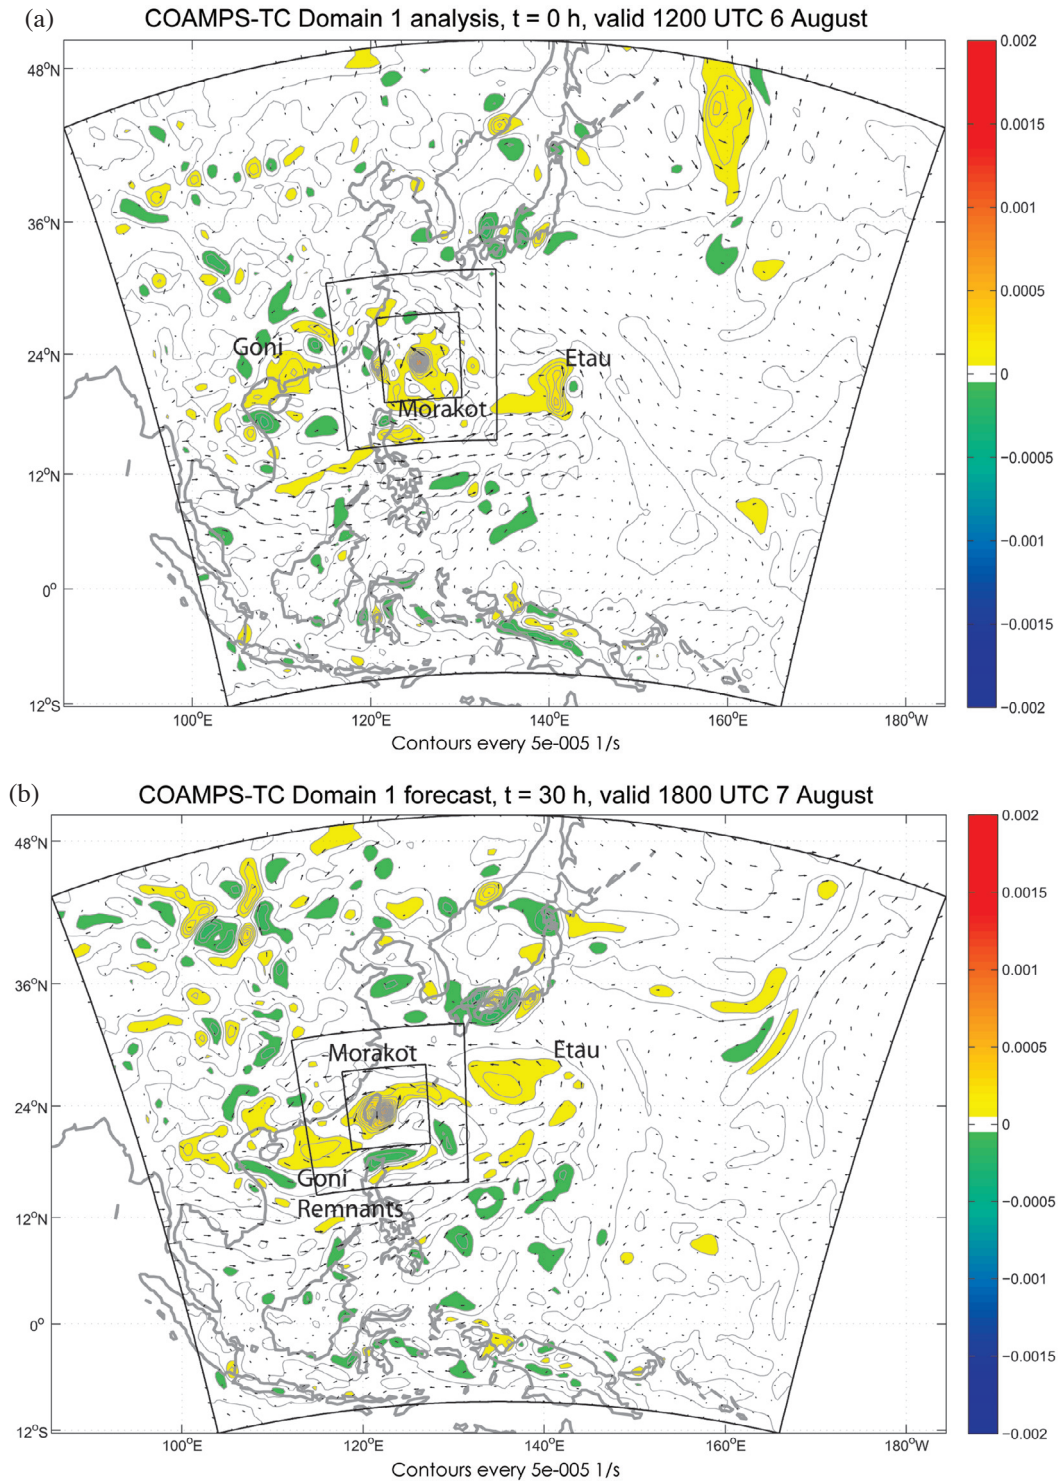 (a)
COAMPS-TC Domain 1 analysis, t = 0 h, valid 1200 UTC 6 August
48°N
36°N
24°N
12°N
0°
12°S
Goni
Morakot
Etau
100°E 120°E 140°E 160°E 180°W
Contours every 5e-005 1/s
0.002
0.0015
0.001
0.0005
0
−0.0005
−0.001
−0.0015
−0.002
(b)
COAMPS-TC Domain 1 forecast, t = 30 h, valid 1800 UTC 7 August
48°N
36°N
24°N
12°N
0°
12°S
Morakot
Etau
Goni
Remnants
100°E 120°E 140°E 160°E 180°W
Contours every 5e-005 1/s
0.002
0.0015
0.001
0.0005
0
−0.0005
−0.001
−0.0015
−0.002